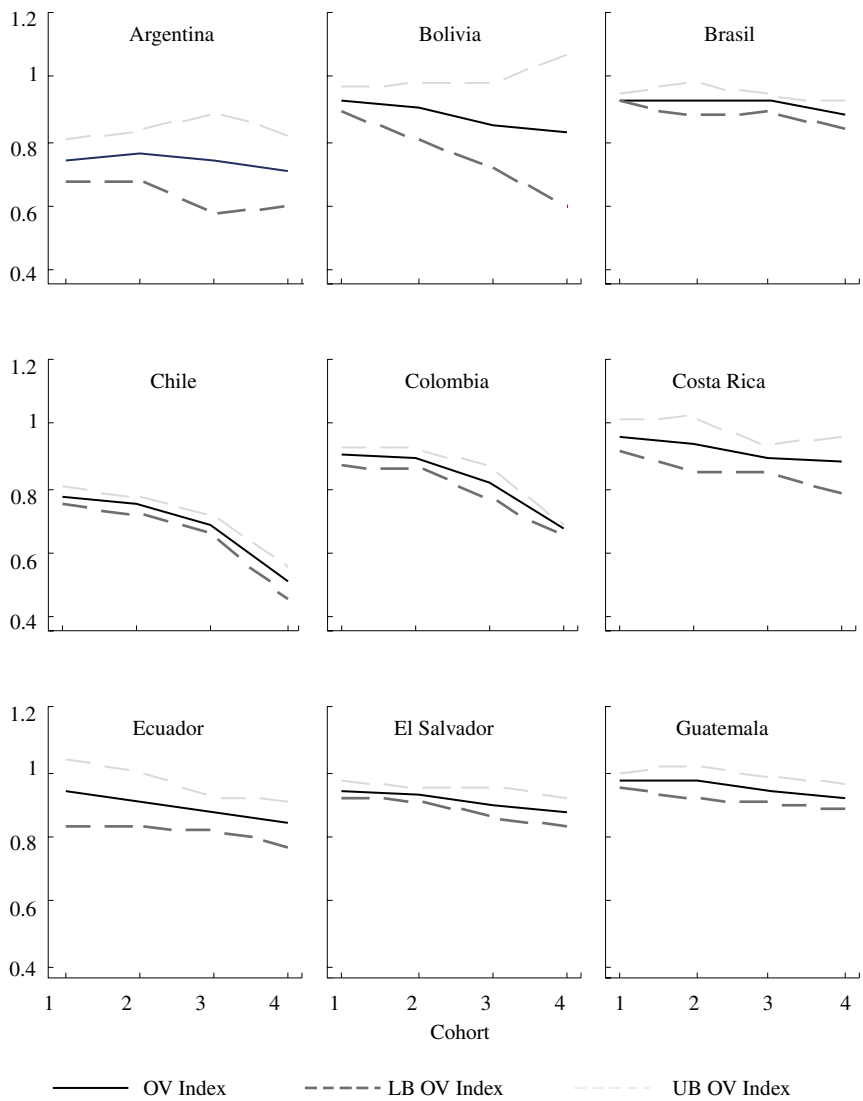 1.2
Argentina
Bolivia
Brasil
1
0.8
0.6
0.4
1.2
Chile
Colombia
Costa Rica
1
0.8
0.6
0.4
1.2
Ecuador
El Salvador
Guatemala
1
0.8
0.6
0.4
1 2 3 4
1 2 3 4
1 2 3 4
Cohort
OV Index
LB OV Index
UB OV Index